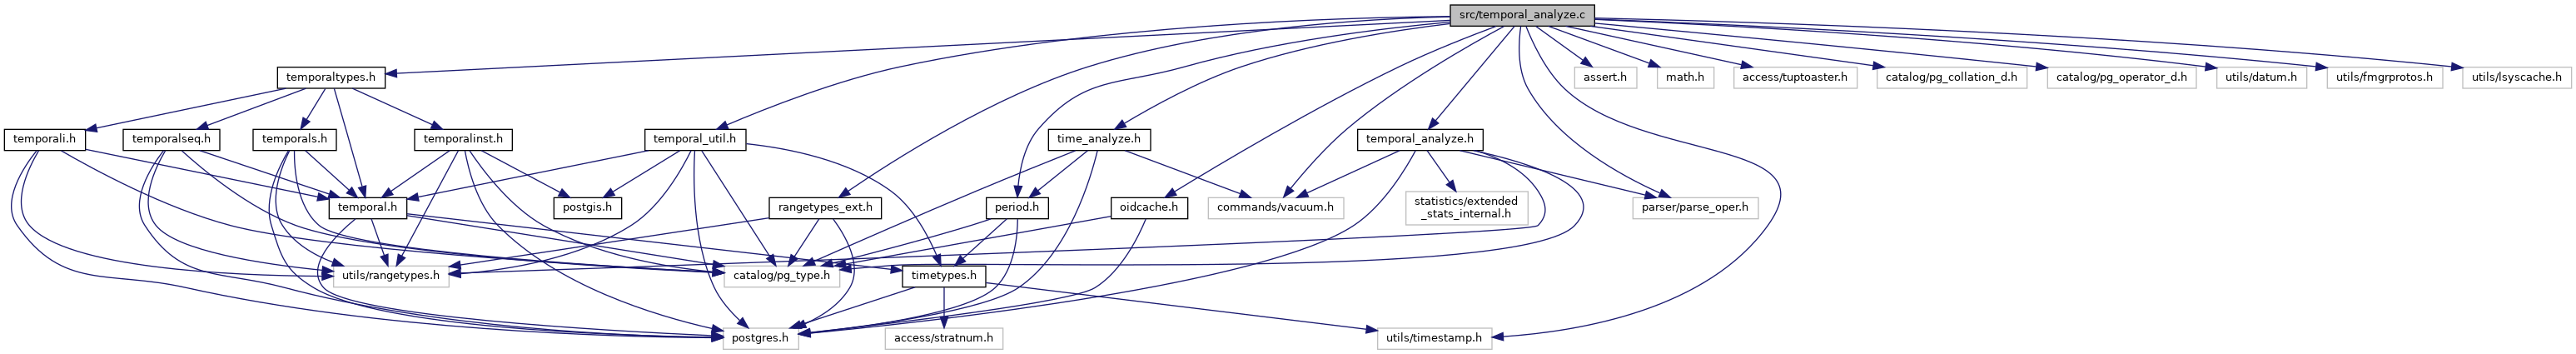 src/temporal_analyze.c
temporaltypes.h
assert.h
math.h
access/tuptoaster.h
catalog/pg_collation_d.h
catalog/pg_operator_d.h
utils/datum.h
utils/fmgrprotos.h
utils/lsyscache.h
temporali.h
temporalseq.h
temporals.h
temporalinst.h
temporal_util.h
time_analyze.h
temporal_analyze.h
temporal.h
postgis.h
rangetypes_ext.h
period.h
oidcache.h
commands/vacuum.h
statistics/extended
_stats_internal.h
parser/parse_oper.h
utils/rangetypes.h
catalog/pg_type.h
timetypes.h
postgres.h
access/stratnum.h
utils/timestamp.h